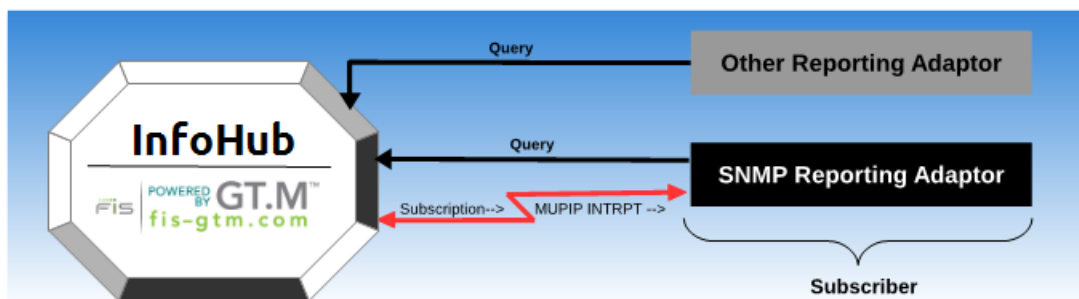 Query
Other Reporting Adaptor
InfoHub
Query
SNMP Reporting Adaptor
FIS
POWERED
BY
GT.M™
fis-gtm.com
Subscription-->
MUPIP INTRPT -->
Subscriber